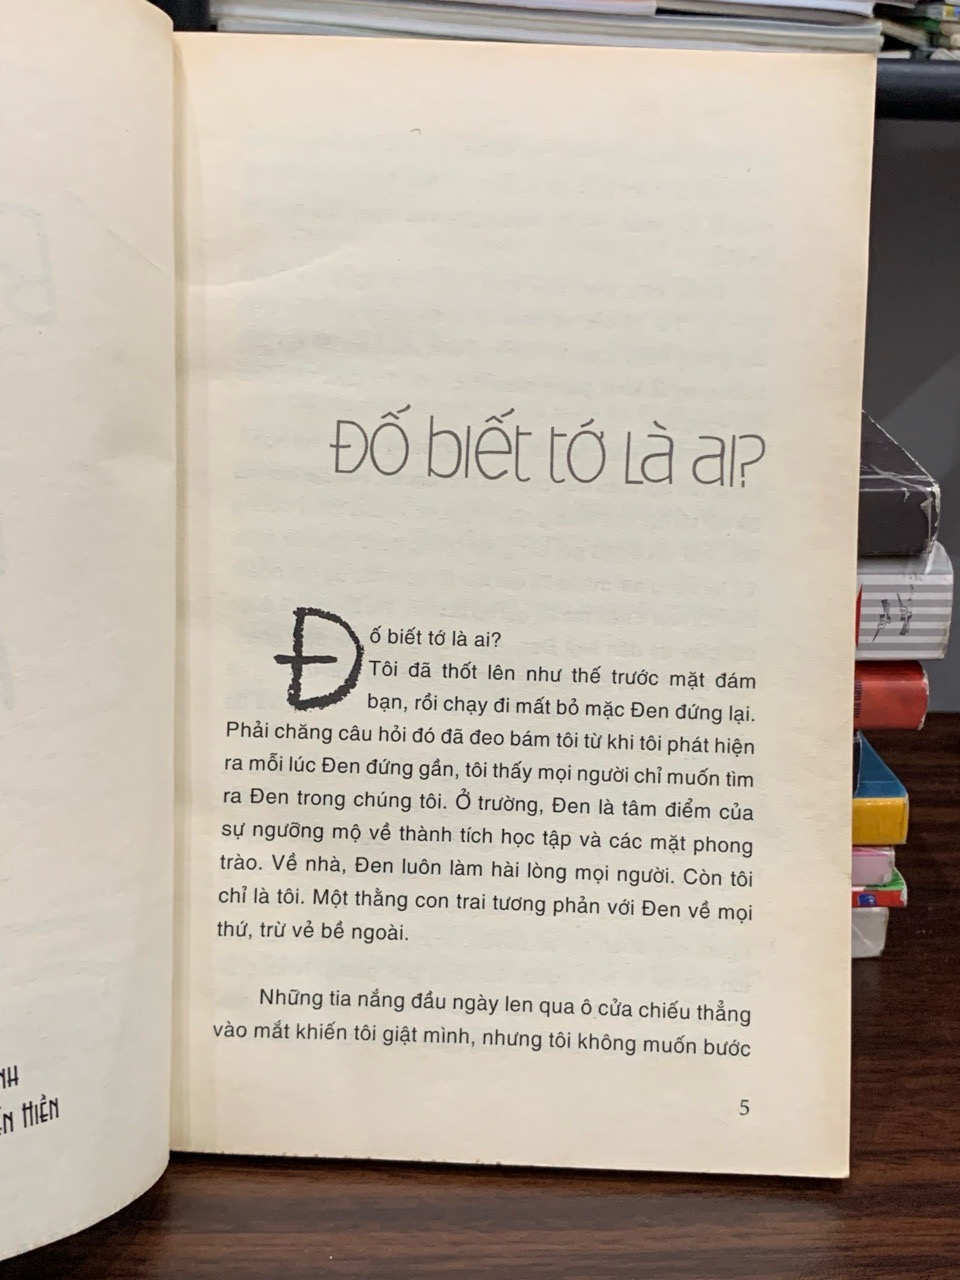 Đố biết tớ là ai?
Đố biết tớ là ai?
Tôi đã thốt lên như thế trước mặt đám
bạn, rồi chạy đi mất bỏ mặc Đen đứng lại.
Phải chăng câu hỏi đó đã đeo bám tôi từ khi tôi phát hiện
ra mỗi lúc Đen đứng gần, tôi thấy mọi người chỉ muốn tìm
ra Đen trong chúng tôi. Ở trường, Đen là tâm điểm của
sự ngưỡng mộ về thành tích học tập và các mặt phong
trào. Về nhà, Đen luôn làm hài lòng mọi người. Còn tôi
chỉ là tôi. Một thằng con trai tương phản với Đen về mọi
thứ, trừ vẻ bề ngoài.
Những tia nắng đầu ngày len qua ô cửa chiếu thẳng
vào mắt khiến tôi giật mình, nhưng tôi không muốn bước
5
HIỀN